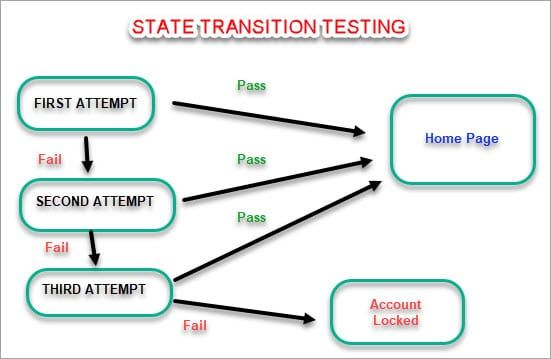 STATE TRANSITION TESTING
Pass
FIRST ATTEMPT
Home Page
Fail
Pass
SECOND ATTEMPT
Pass
Fail
THIRD ATTEMPT
Account
Locked
Fail